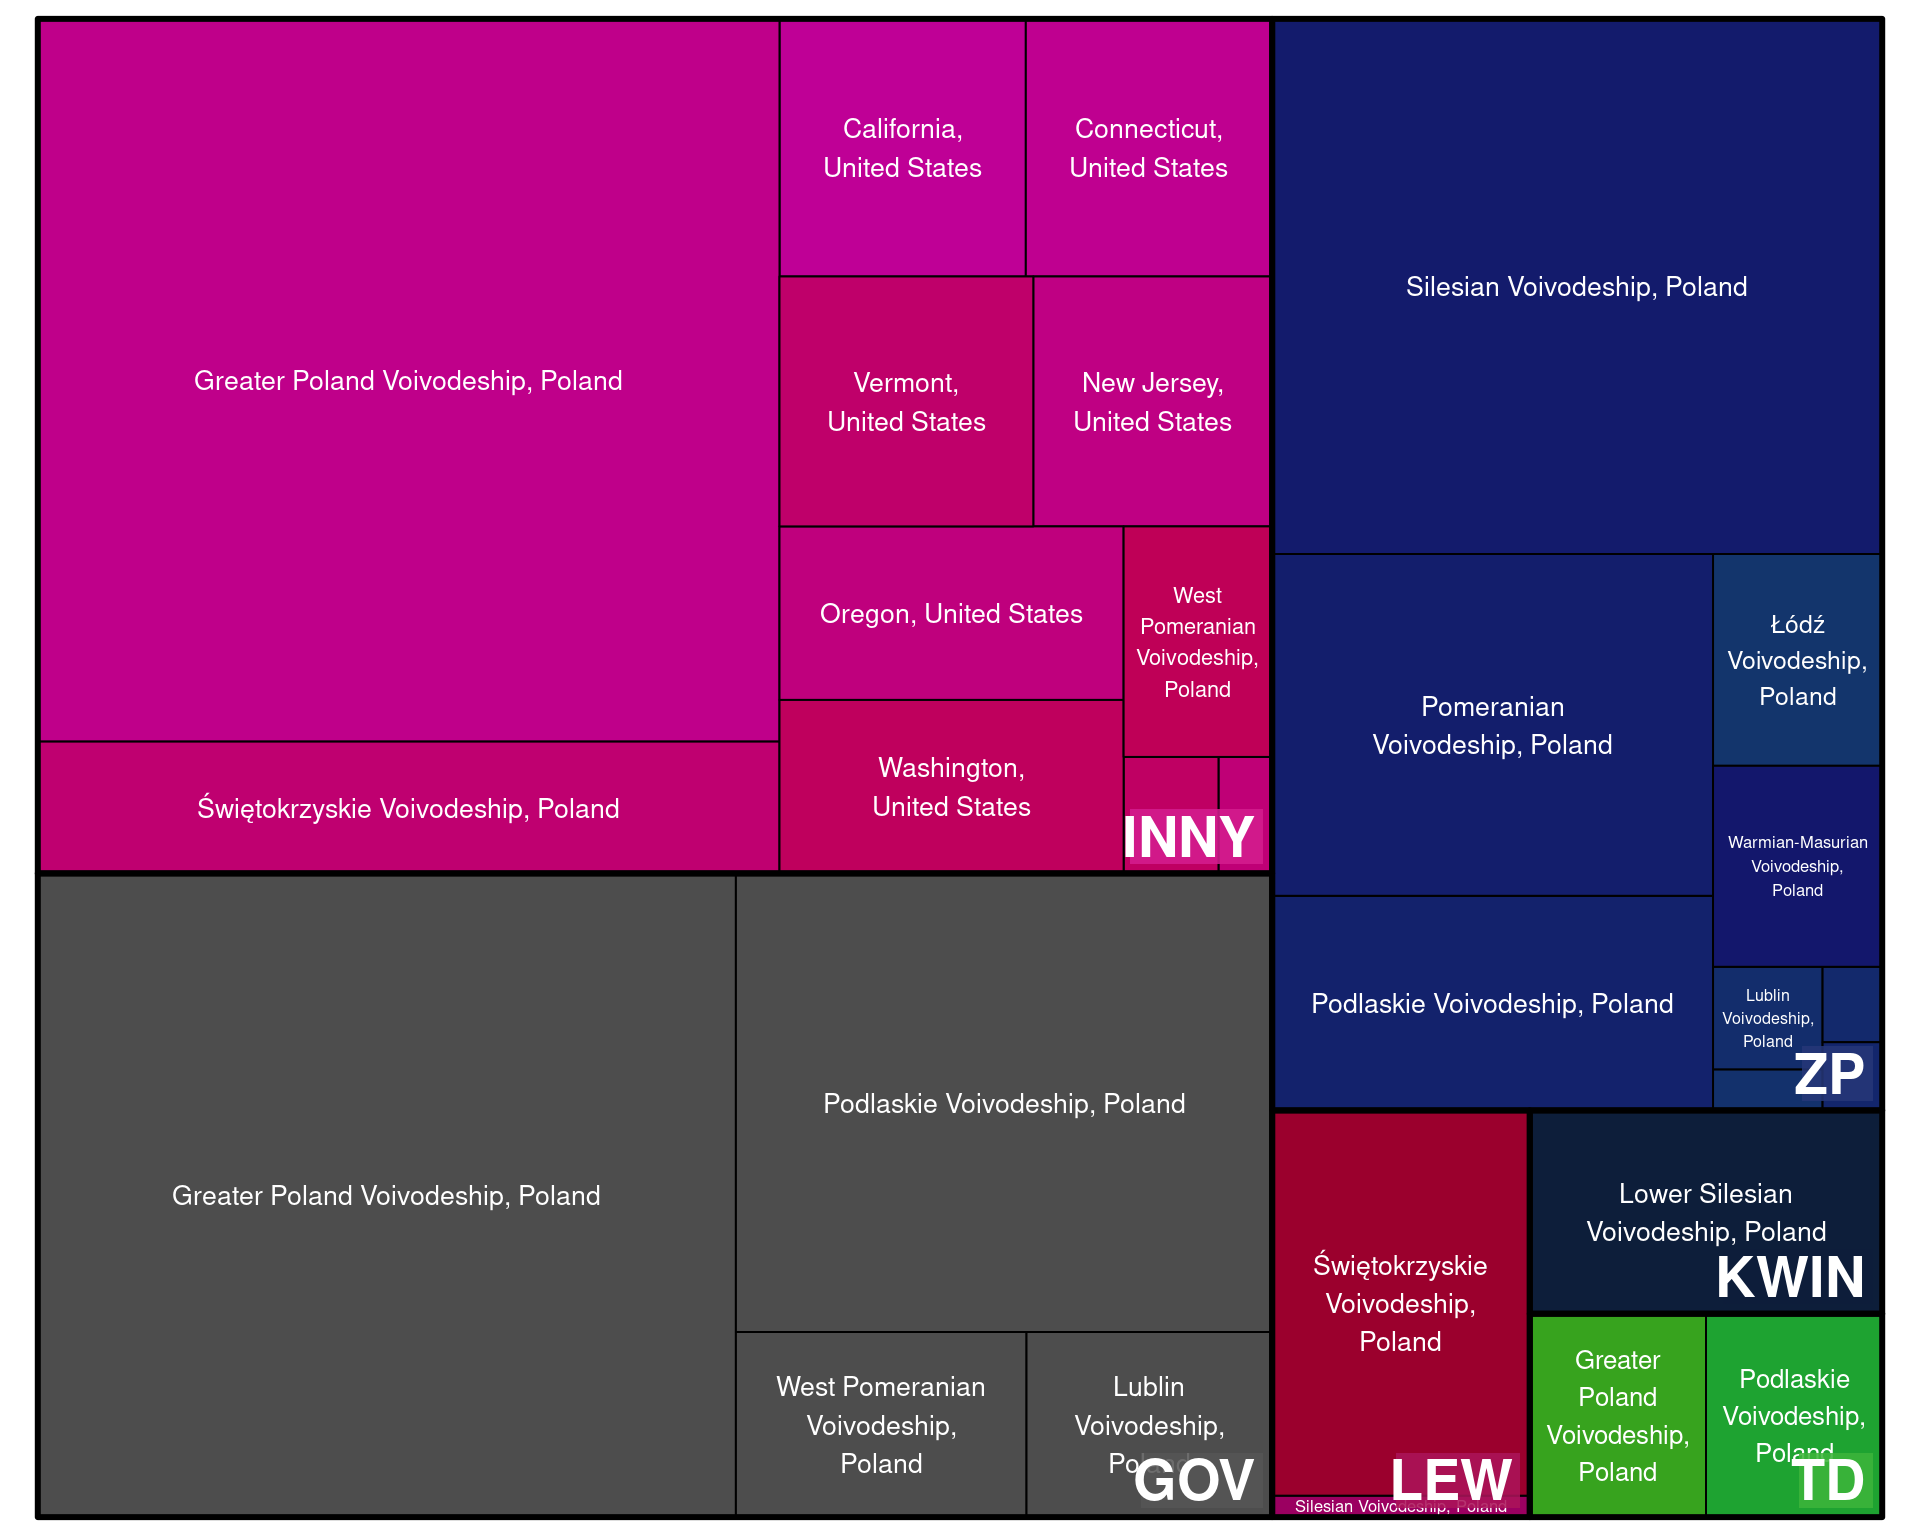 Greater Poland Voivodeship, Poland
Świętokrzyskie Voivodeship, Poland
California,
United States
Connecticut,
United States
Vermont,
United States
New Jersey,
United States
Oregon, United States
West
Pomeranian
Voivodeship,
Poland
Washington,
United States
INNY
Greater Poland Voivodeship, Poland
Podlaskie Voivodeship, Poland
West Pomeranian
Voivodeship,
Poland
Lublin
Voivodeship,
Poland
GOV
Silesian Voivodeship, Poland
Pomeranian
Voivodeship, Poland
Łódź
Voivodeship,
Poland
Warmian-Masurian
Voivodeship,
Poland
Podlaskie Voivodeship, Poland
Lublin
Voivodeship,
Poland
ZP
Świętokrzyskie
Voivodeship,
Poland
Silesian Voivodeship, Poland
LEW
Lower Silesian
Voivodeship, Poland
KWIN
Greater
Poland
Voivodeship,
Poland
Podlaskie
Voivodeship,
Poland
TD